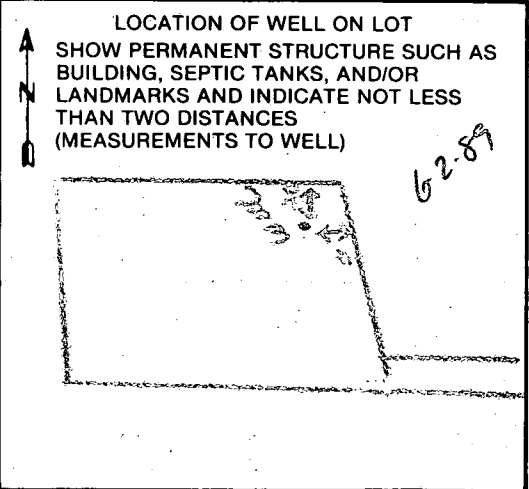 LOCATION OF WELL ON LOT
SHOW PERMANENT STRUCTURE SUCH AS
BUILDING, SEPTIC TANKS, AND/OR
LANDMARKS AND INDICATE NOT LESS
THAN TWO DISTANCES
(MEASUREMENTS TO WELL)
N
62.89